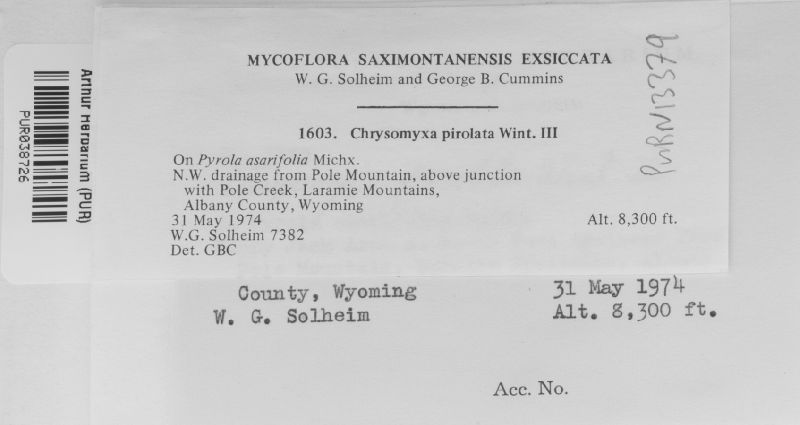 MYCOFLORA SAXIMONTANENSIS EXSICCATA
W. G. Solheim and George B. Cummins
1603. Chrysomyxa pirolata Wint. III
On Pyrola asarifolia Michx.
N.W. drainage from Pole Mountain, above junction
with Pole Creek, Laramie Mountains,
Albany County, Wyoming
31 May 1974 Alt. 8,300 ft.
W.G. Solheim 7382
Det. GBC
Arthur Herbarium (PUR)
PUR038726
County, Wyoming 31 May 1974
W. G. Solheim Alt. 8,300 ft.
Acc. No.